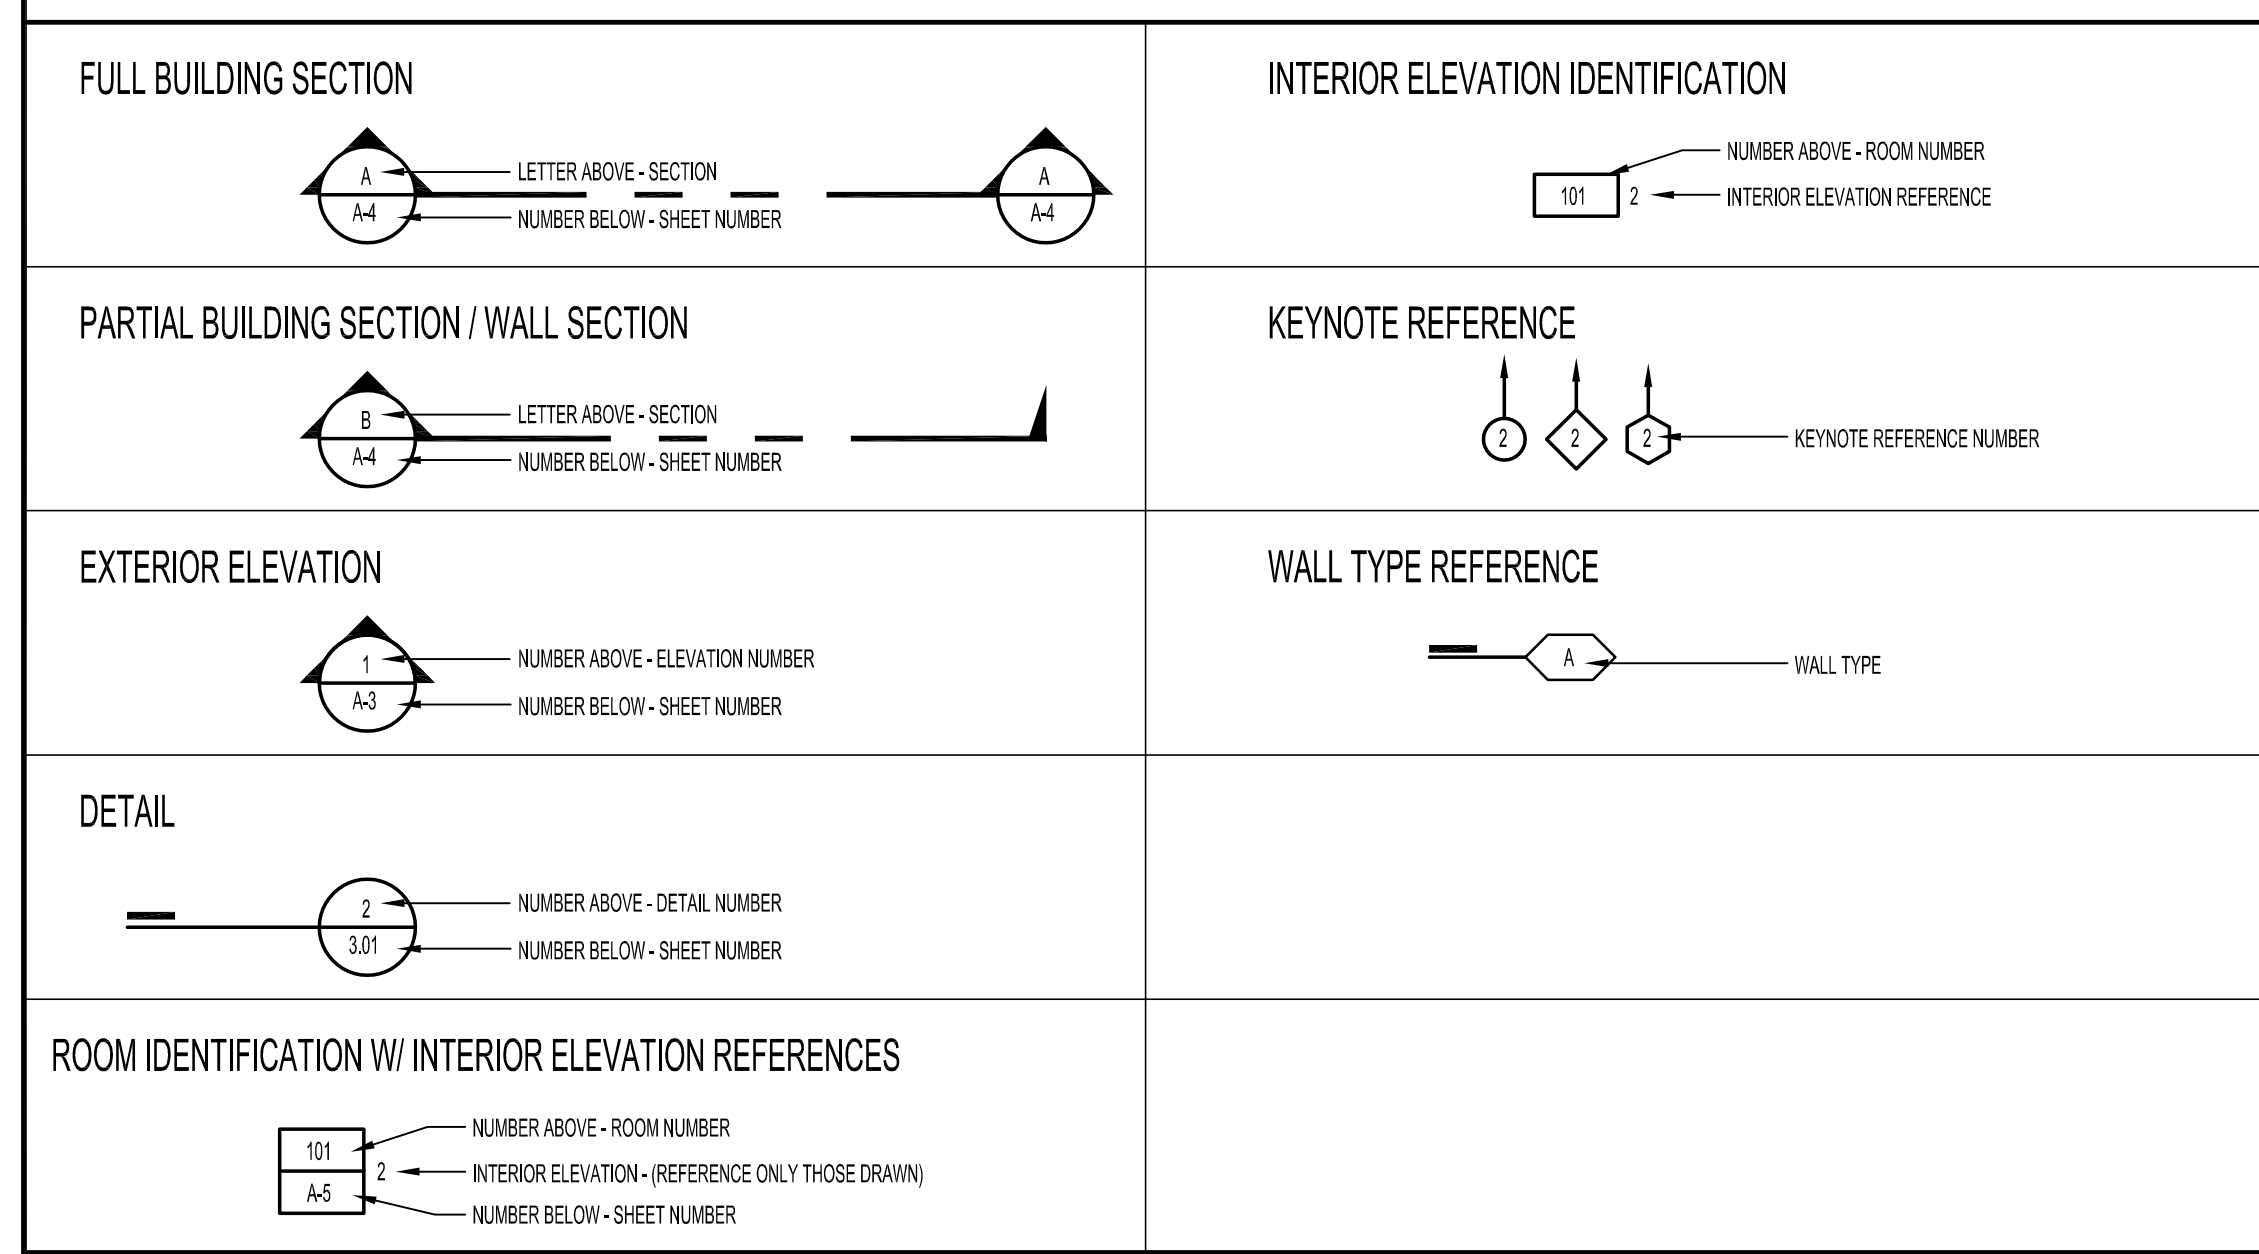 FULL BUILDING SECTION
A
LETTER ABOVE - SECTION
A-4
NUMBER BELOW - SHEET NUMBER
A
A-4
PARTIAL BUILDING SECTION / WALL SECTION
B
LETTER ABOVE - SECTION
A-4
NUMBER BELOW - SHEET NUMBER
EXTERIOR ELEVATION
1
NUMBER ABOVE - ELEVATION NUMBER
A-3
NUMBER BELOW - SHEET NUMBER
DETAIL
2
NUMBER ABOVE - DETAIL NUMBER
3.01
NUMBER BELOW - SHEET NUMBER
ROOM IDENTIFICATION W/ INTERIOR ELEVATION REFERENCES
NUMBER ABOVE - ROOM NUMBER
101
2
INTERIOR ELEVATION - (REFERENCE ONLY THOSE DRAWN)
A-5
NUMBER BELOW - SHEET NUMBER
INTERIOR ELEVATION IDENTIFICATION
NUMBER ABOVE - ROOM NUMBER
101
2
INTERIOR ELEVATION REFERENCE
KEYNOTE REFERENCE
2
2
2
KEYNOTE REFERENCE NUMBER
WALL TYPE REFERENCE
A
WALL TYPE